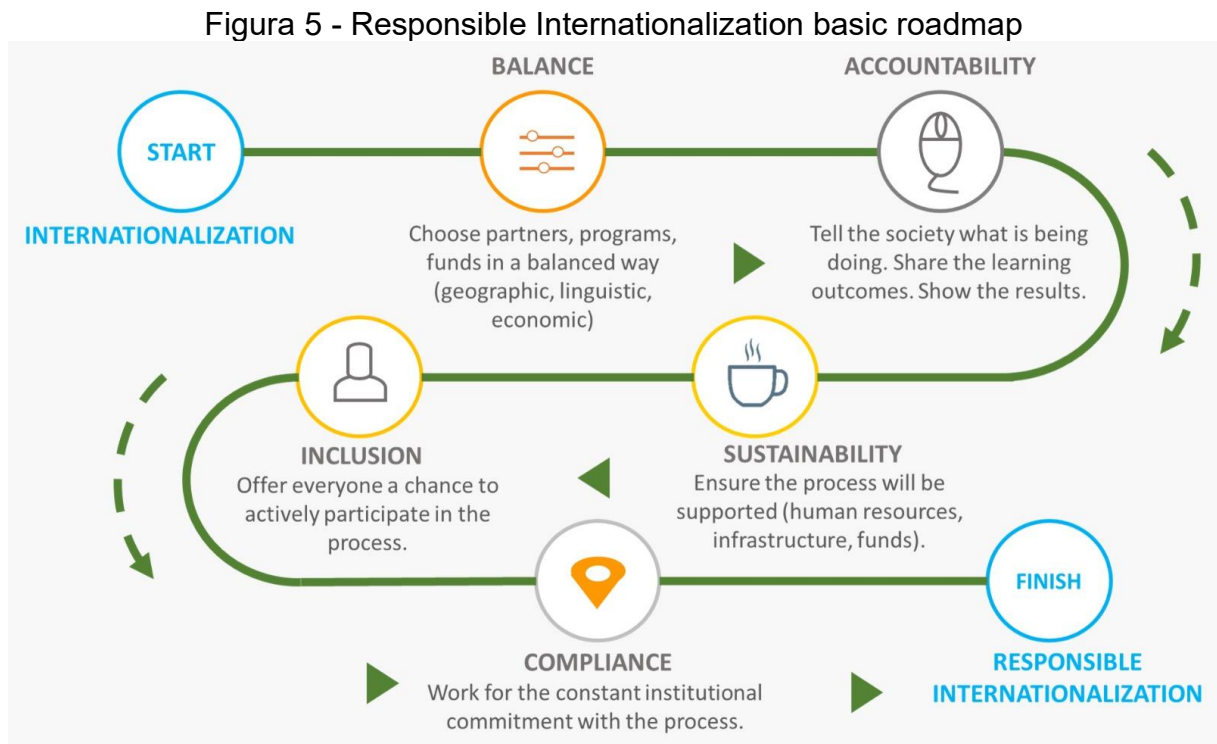 Figura 5 - Responsible Internationalization basic roadmap
START
INTERNATIONALIZATION
BALANCE
Choose partners, programs,
funds in a balanced way
(geographic, linguistic,
economic)
ACCOUNTABILITY
Tell the society what is being
doing. Share the learning
outcomes. Show the results.
SUSTAINABILITY
Ensure the process will be
supported (human resources,
infrastructure, funds).
INCLUSION
Offer everyone a chance to
actively participate in the
process.
COMPLIANCE
Work for the constant institutional
commitment with the process.
FINISH
RESPONSIBLE
INTERNATIONALIZATION